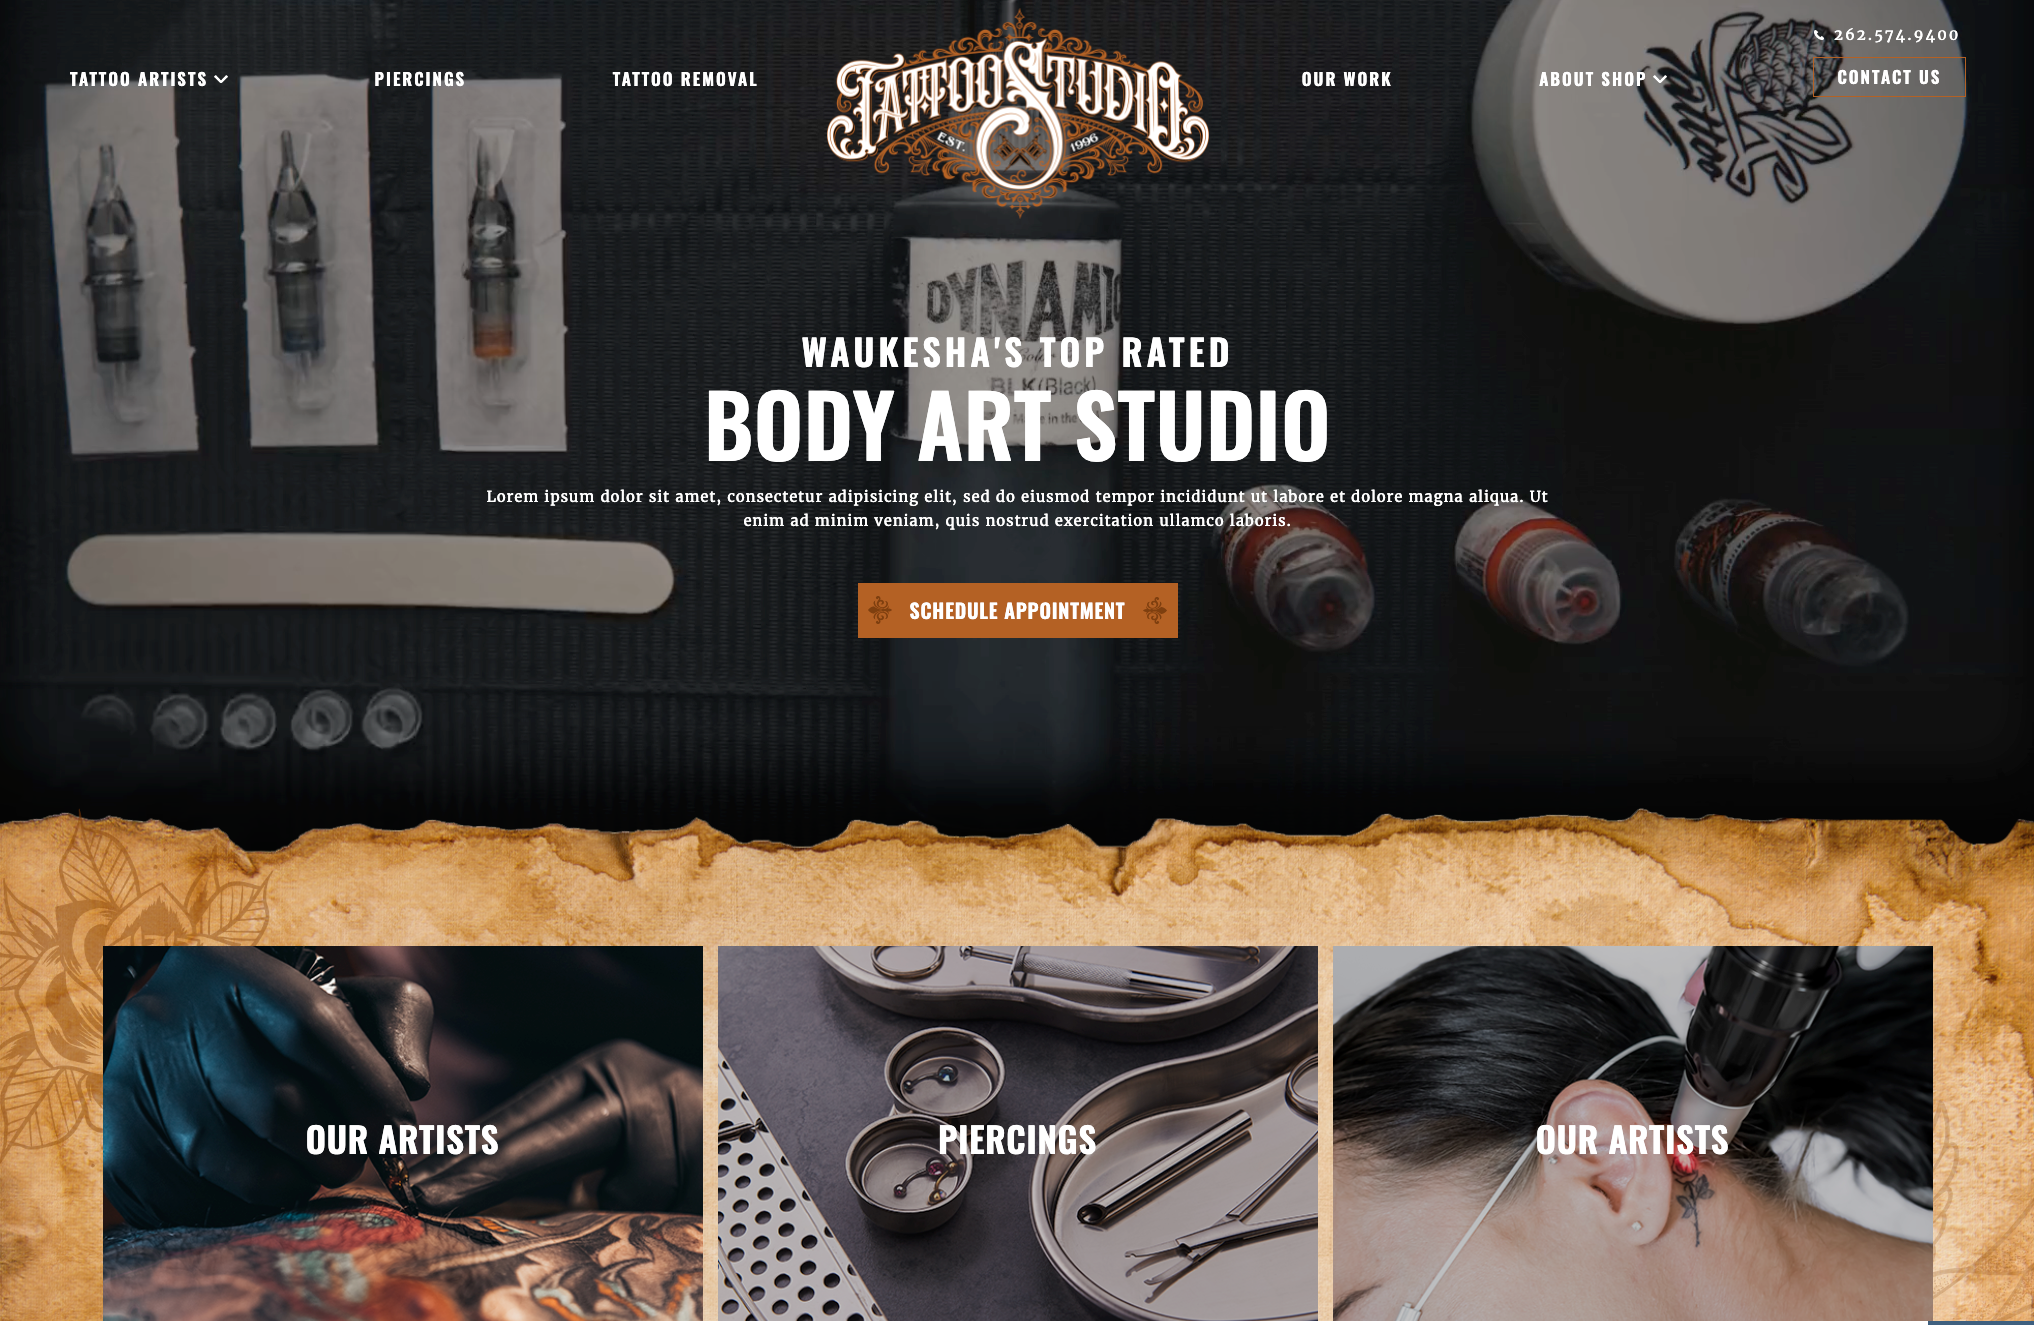 262.574.9400
TATTOO ARTISTS
PIERCINGS
TATTOO REMOVAL
TATTOO STUDIO
EST. 1996
OUR WORK
ABOUT SHOP
CONTACT US
Tattoo
DYNAMIC
WAUKESHA'S TOP RATED
BLK (Black)
BODY ART STUDIO
Lorem ipsum dolor sit amet, consectetur adipisicing elit, sed do eiusmod tempor incididunt ut labore et dolore magna aliqua. Ut
enim ad minim veniam, quis nostrud exercitation ullamco laboris.
SCHEDULE APPOINTMENT
OUR ARTISTS
PIERCINGS
OUR ARTISTS